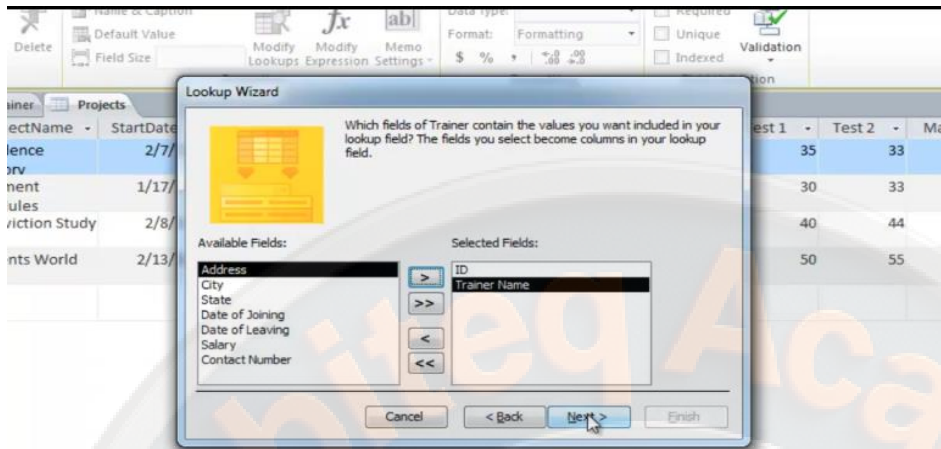 Name & Caption
Default Value
Field Size
Delete
Modify Lookups
fx
Modify Expression
ab|
Memo Settings
Data Type:
Format: Formatting
$ % , .00 .00
Required
Unique
Indexed
Validation
Projects
StartDate
Test 2
2/7/
35 33
1/17/
30 33
Study 2/8/
40 44
World 2/13/
50 55
Lookup Wizard
Which fields of Trainer contain the values you want included in your
lookup field? The fields you select become columns in your lookup
field.
Available Fields:
Address
City
State
Date of Joining
Date of Leaving
Salary
Contact Number
>
>>
<
<<
Selected Fields:
ID
Trainer Name
Cancel
< Back
Next >
Finish